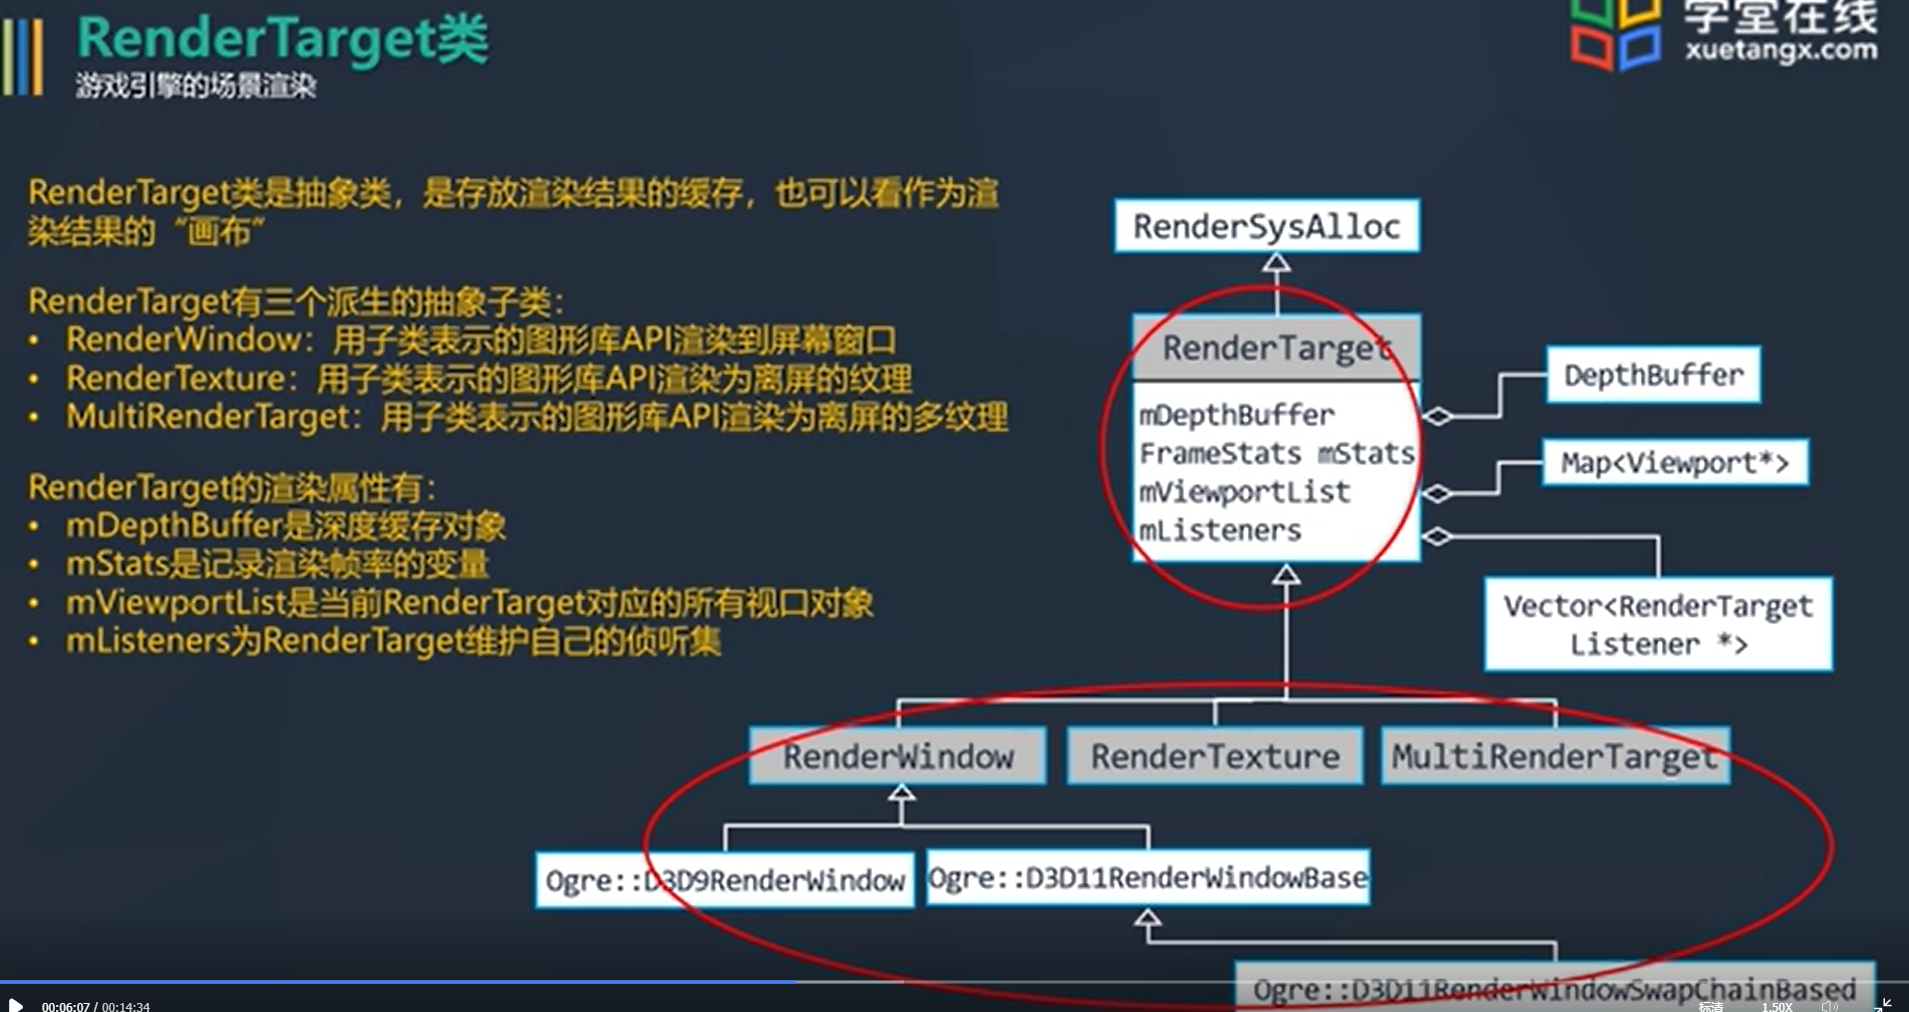 RenderTarget类
游戏引擎的场景渲染
学堂在线
xuetangx.com
RenderTarget类是抽象类，是存放渲染结果的缓存，也可以看作为渲
染结果的“画布”
RenderTarget有三个派生的抽象子类：
• RenderWindow：用子类表示的图形库API渲染到屏幕窗口
• RenderTexture：用子类表示的图形库API渲染为离屏的纹理
• MultiRenderTarget：用子类表示的图形库API渲染为离屏的多纹理
RenderTarget的渲染属性有：
• mDepthBuffer是深度缓存对象
• mStats是记录渲染帧率的变量
• mViewportList是当前RenderTarget对应的所有视口对象
• mListeners为RenderTarget维护自己的侦听集
RenderSysAlloc
RenderTarget
mDepthBuffer
FrameStats mStats
mViewportList
mListeners
DepthBuffer
Map<Viewport*>
Vector<RenderTarget
Listener *>
RenderWindow
RenderTexture
MultiRenderTarget
Ogre::D3D9RenderWindow
Ogre::D3D11RenderWindowBase
Ogre::D3D11RenderWindowSwapChainBased
00:06:07 / 00:14:34
标清
1.50X